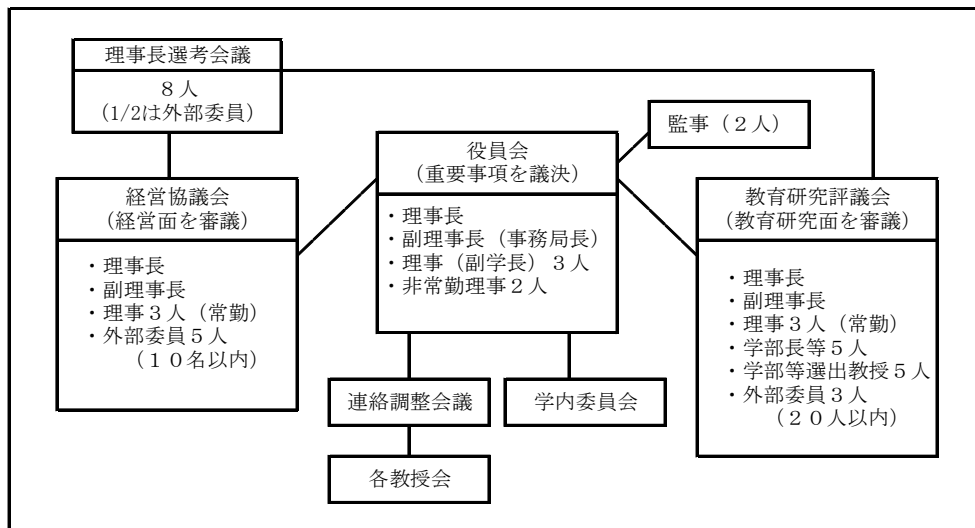 理事長選考会議
８人
(1/2は外部委員)
監事（２人）
役員会
(重要事項を議決)
・理事長
・副理事長（事務局長）
・理事（副学長）３人
・非常勤理事２人
経営協議会
(経営面を審議)
・理事長
・副理事長
・理事３人（常勤）
・外部委員５人
（１０名以内）
教育研究評議会
(教育研究面を審議)
・理事長
・副理事長
・理事３人（常勤）
・学部長等５人
・学部等選出教授５人
・外部委員３人
（２０人以内）
連絡調整会議
学内委員会
各教授会